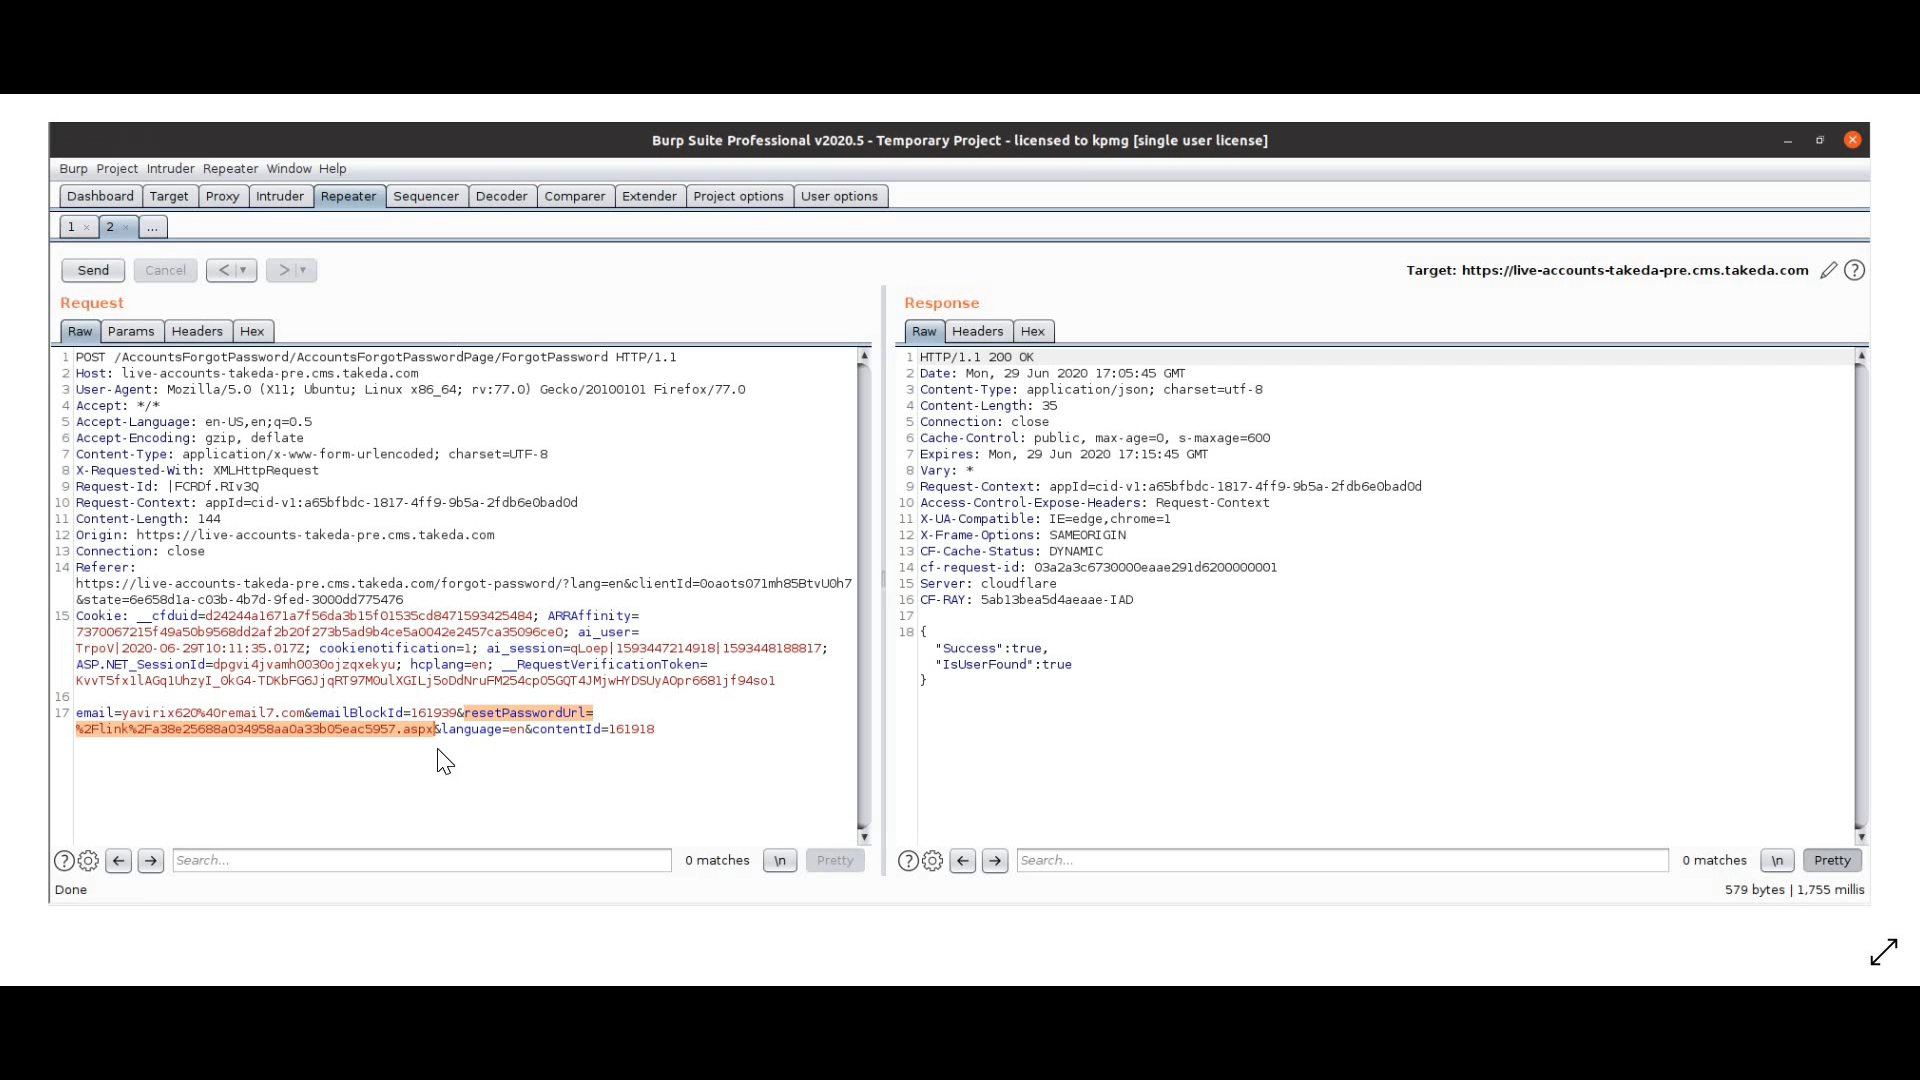 Burp Suite Professional v2020.5 - Temporary Project - licensed to kpmg [single user license]
Burp Project Intruder Repeater Window Help
Dashboard Target Proxy Intruder Repeater Sequencer Decoder Comparer Extender Project options User options
1 × 2 × ...
Send Cancel < > Target: https://live-accounts-takeda-pre.cms.takeda.com ?
Request
Raw Params Headers Hex
1 POST /AccountsForgotPassword/AccountsForgotPasswordPage/ForgotPassword HTTP/1.1
2 Host: live-accounts-takeda-pre.cms.takeda.com
3 User-Agent: Mozilla/5.0 (X11; Ubuntu; Linux x86_64; rv:77.0) Gecko/20100101 Firefox/77.0
4 Accept: */*
5 Accept-Language: en-US,en;q=0.5
6 Accept-Encoding: gzip, deflate
7 Content-Type: application/x-www-form-urlencoded; charset=UTF-8
8 X-Requested-With: XMLHttpRequest
9 Request-Id: |FCRDf.RIv3Q
10 Request-Context: appId=cid-v1:a65bfbdc-1817-4ff9-9b5a-2fdb6e0bad0d
11 Content-Length: 144
12 Origin: https://live-accounts-takeda-pre.cms.takeda.com
13 Connection: close
14 Referer:
https://live-accounts-takeda-pre.cms.takeda.com/forgot-password/?lang=en&clientId=0oaots071mh85BtvU0h7
&state=6e658d1a-c03b-4b7d-9fed-3000dd775476
15 Cookie: __cfduid=d24244a1671a7f56da3b15f01535cd8471593425484; ARRAffinity=
7370067215f49a50b9568dd2af2b20f273b5ad9b4ce5a0042e2457ca35096ce0; ai_user=
TrpoV|2020-06-29T10:11:35.017Z; cookienotification=1; ai_session=qLoep|1593447214918|1593448188817;
ASP.NET_SessionId=dpgvi4jvamh0030ojzqxekyu; hcplang=en; __RequestVerificationToken=
KvvT5fx1lAGq1UhzyI_0kG4-TDKbFG6JjqRT97M0ulXGILj5oDdNruFM254cp05GQT4JMjwHYDSUyA0pr6681jf94so1
16
17 email=yavirix620%40remail7.com&emailBlockId=161939&resetPasswordUrl=
%2Flink%2Fa38e25688a034958aa0a33b05eac5957.aspx&language=en&contentId=161918
? Search... 0 matches \n Pretty
Done
Response
Raw Headers Hex
1 HTTP/1.1 200 OK
2 Date: Mon, 29 Jun 2020 17:05:45 GMT
3 Content-Type: application/json; charset=utf-8
4 Content-Length: 35
5 Connection: close
6 Cache-Control: public, max-age=0, s-maxage=600
7 Expires: Mon, 29 Jun 2020 17:15:45 GMT
8 Vary: *
9 Request-Context: appId=cid-v1:a65bfbdc-1817-4ff9-9b5a-2fdb6e0bad0d
10 Access-Control-Expose-Headers: Request-Context
11 X-UA-Compatible: IE=edge,chrome=1
12 X-Frame-Options: SAMEORIGIN
13 CF-Cache-Status: DYNAMIC
14 cf-request-id: 03a2a3c6730000eaae291d6200000001
15 Server: cloudflare
16 CF-RAY: 5ab13bea5d4aeaae-IAD
17
18 {
"Success":true,
"IsUserFound":true
}
? Search... 0 matches \n Pretty
579 bytes | 1,755 millis